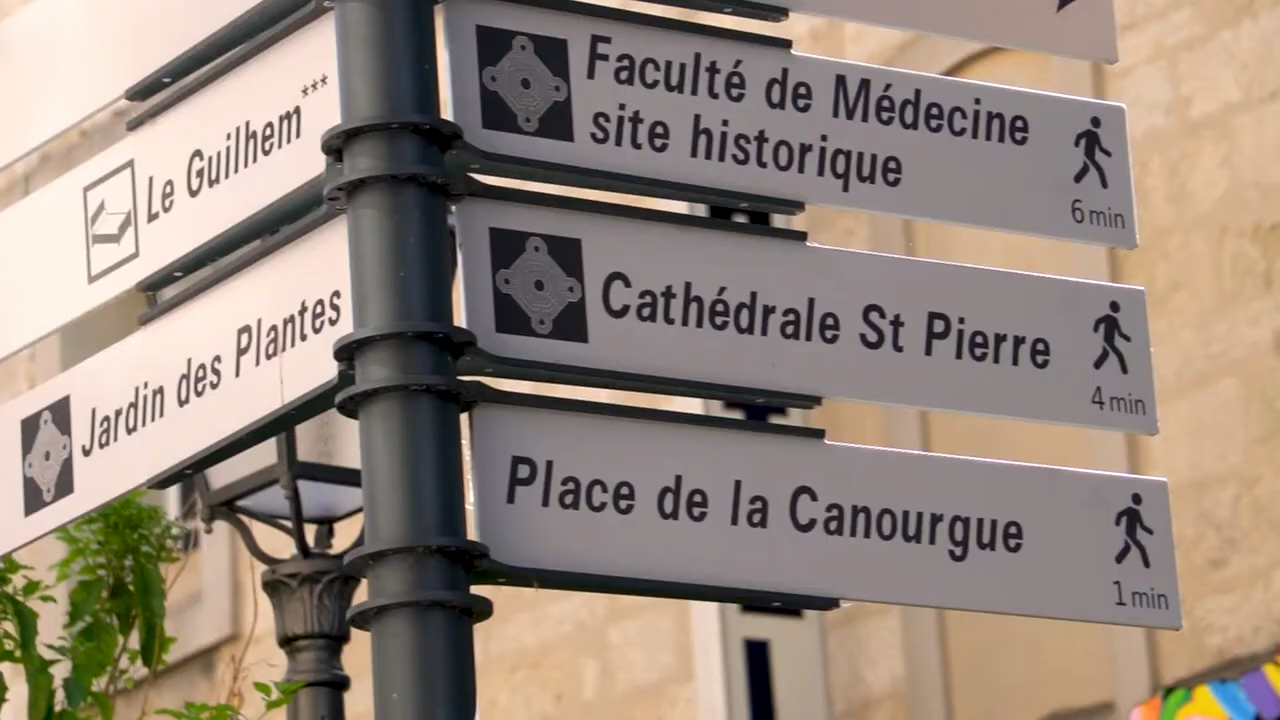 Le Guilhem***
Jardin des Plantes
Faculté de Médecine
site historique
6 min
Cathédrale St Pierre
4 min
Place de la Canourgue
1 min